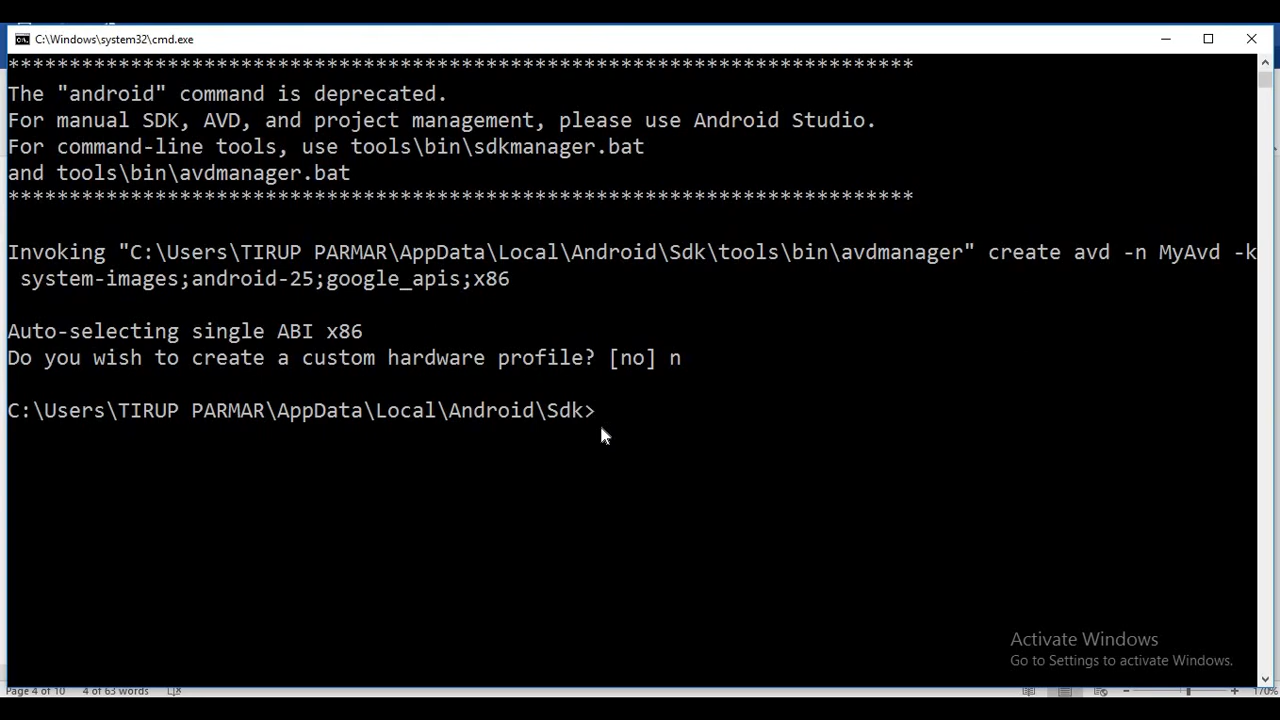 C:\Windows\system32\cmd.exe
**************************************************************************
The "android" command is deprecated.
For manual SDK, AVD, and project management, please use Android Studio.
For command-line tools, use tools\bin\sdkmanager.bat
and tools\bin\avdmanager.bat
**************************************************************************
Invoking "C:\Users\TIRUP PARMAR\AppData\Local\Android\Sdk\tools\bin\avdmanager" create avd -n MyAvd -k
system-images;android-25;google_apis;x86
Auto-selecting single ABI x86
Do you wish to create a custom hardware profile? [no] n
C:\Users\TIRUP PARMAR\AppData\Local\Android\Sdk>
Activate Windows
Go to Settings to activate Windows.
Page 4 of 10 4 of 63 words 170%